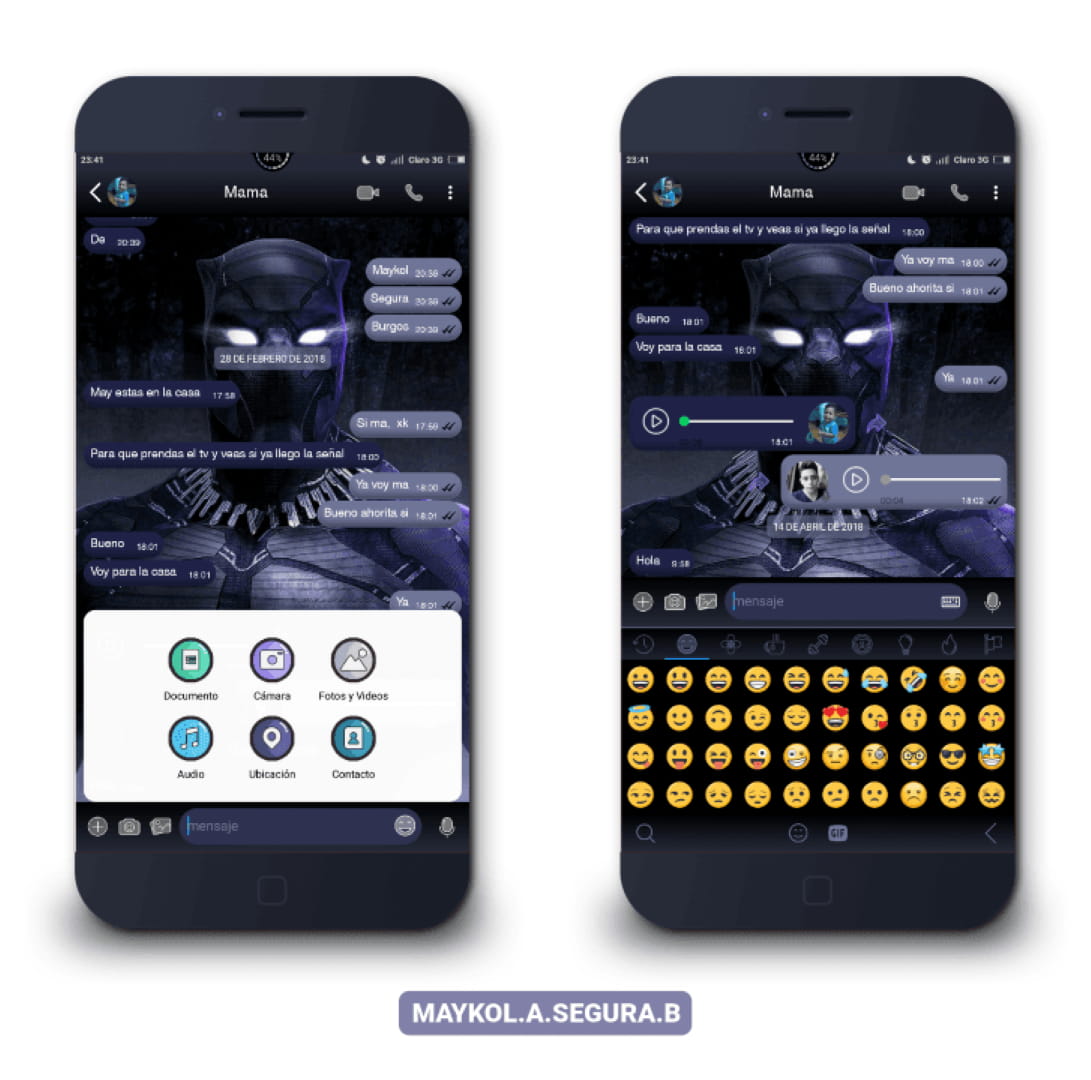 23:41
44%
Claro 3G
Mama
De 20:39
Maykol 20:39
Segura 20:39
Burgos 20:39
28 DE FEBRERO DE 2018
May estas en la casa 17:58
Si ma, xk 17:59
Para que prendas el tv y veas si ya llego la señal 18:00
Ya voy ma 18:00
Bueno ahorita si 18:01
Bueno 18:01
Voy para la casa 18:01
Ya 18:01
Documento
Cámara
Fotos y Videos
Audio
Ubicación
Contacto
mensaje
23:41
44%
Claro 3G
Mama
Para que prendas el tv y veas si ya llego la señal 18:00
Ya voy ma 18:00
Bueno ahorita si 18:01
Bueno 18:01
Voy para la casa 18:01
Ya 18:01
18:01
00:04 18:02
14 DE ABRIL DE 2018
Hola 9:58
mensaje
GIF
MAYKOL.A.SEGURA.B